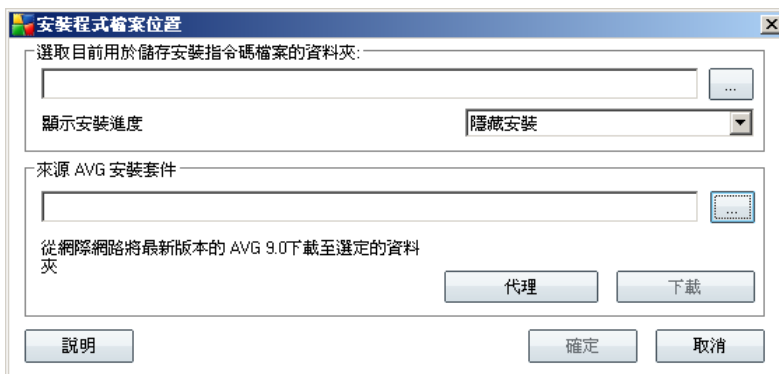 安裝程式檔案位置
選取目前用於儲存安裝指令碼檔案的資料夾:
...
顯示安裝進度
隱藏安裝
來源 AVG 安裝套件
...
從網際網路將最新版本的 AVG 9.0下載至選定的資料
夾
代理
下載
說明
確定
取消